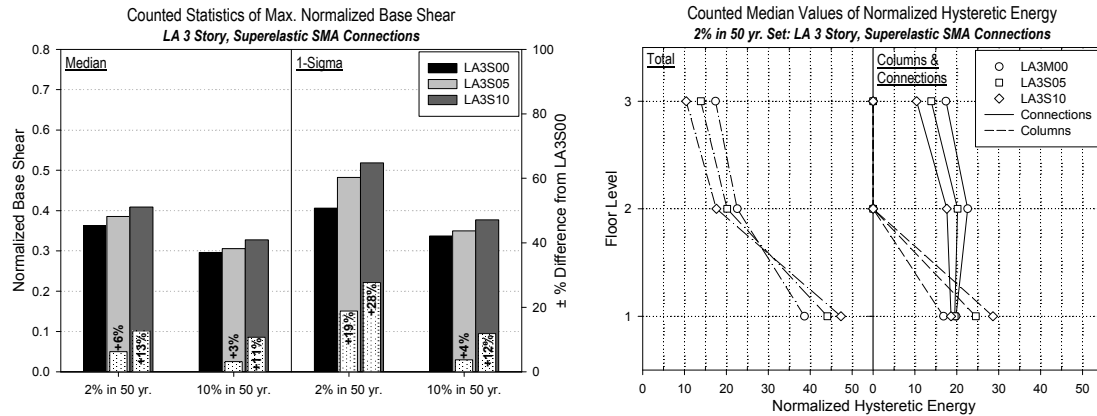 Counted Statistics of Max. Normalized Base Shear
LA 3 Story, Superelastic SMA Connections
Median
1-Sigma
LA3S00
LA3S05
LA3S10
Normalized Base Shear
0.8
0.7
0.6
0.5
0.4
0.3
0.2
0.1
0.0
+6%
+13%
+3%
+11%
+19%
+28%
+4%
+12%
100
80
60
40
20
0
± % Difference from LA3S00
2% in 50 yr.
10% in 50 yr.
2% in 50 yr.
10% in 50 yr.
Counted Median Values of Normalized Hysteretic Energy
2% in 50 yr. Set: LA 3 Story, Superelastic SMA Connections
Total
Columns &
Connections
LA3M00
LA3S05
LA3S10
Connections
Columns
Floor Level
3
2
1
0 10 20 30 40 50 0 10 20 30 40 50
Normalized Hysteretic Energy